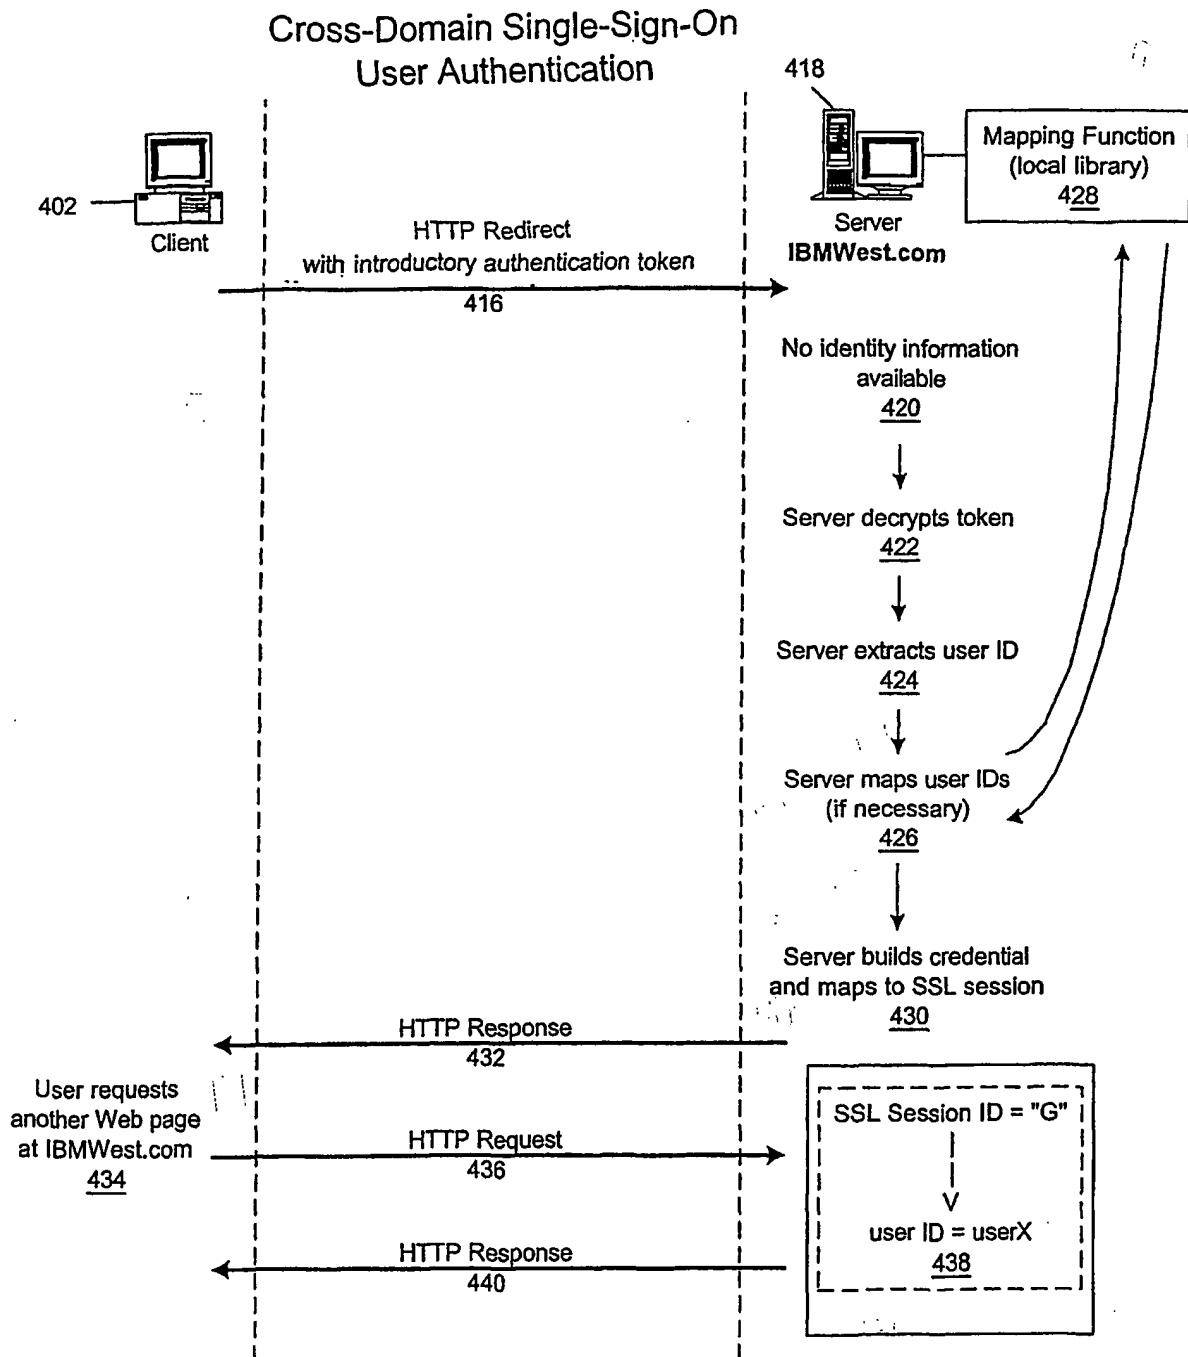 Cross-Domain Single-Sign-On
User Authentication
418
Mapping Function
(local library)
428
402
Client
Server
IBMWest.com
HTTP Redirect
with introductory authentication token
416
No identity information
available
420
Server decrypts token
422
Server extracts user ID
424
Server maps user IDs
(if necessary)
426
Server builds credential
and maps to SSL session
430
HTTP Response
432
User requests
another Web page
at IBMWest.com
434
HTTP Request
436
SSL Session ID = "G"
user ID = userX
438
HTTP Response
440